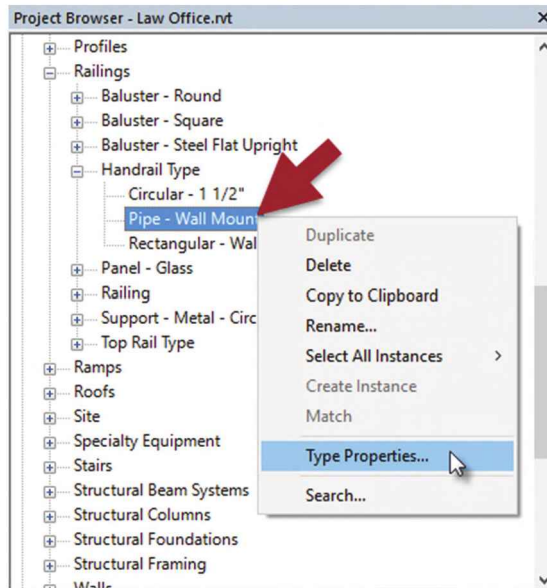 Project Browser - Law Office.rvt
Profiles
Railings
Baluster - Round
Baluster - Square
Baluster - Steel Flat Upright
Handrail Type
Circular - 1 1/2"
Pipe - Wall Mount
Rectangular - Wal
Panel - Glass
Railing
Support - Metal - Circ
Top Rail Type
Ramps
Roofs
Site
Specialty Equipment
Stairs
Structural Beam Systems
Structural Columns
Structural Foundations
Structural Framing
Walls
Duplicate
Delete
Copy to Clipboard
Rename...
Select All Instances >
Create Instance
Match
Type Properties...
Search...